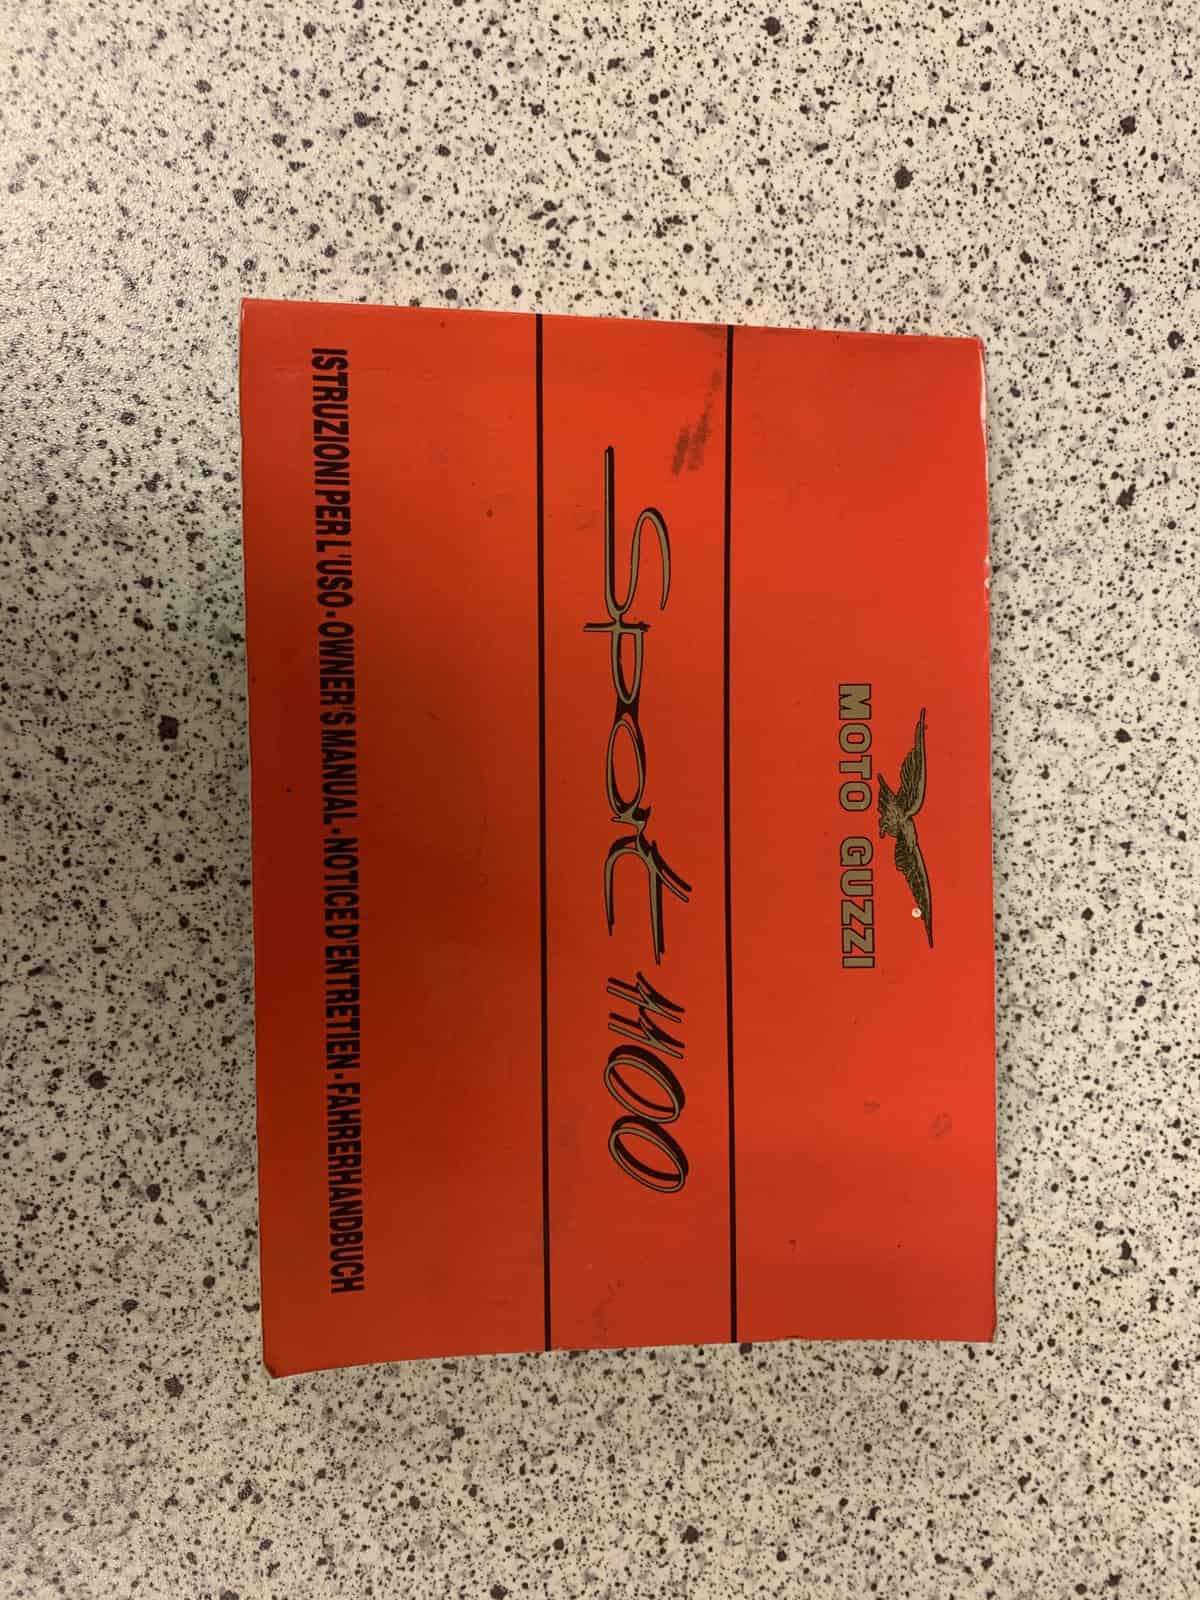 MOTO GUZZI
Sport 1100
ISTRUZIONI PER L'USO - OWNER'S MANUAL - NOTICE D'ENTRETIEN - FAHRERHANDBUCH